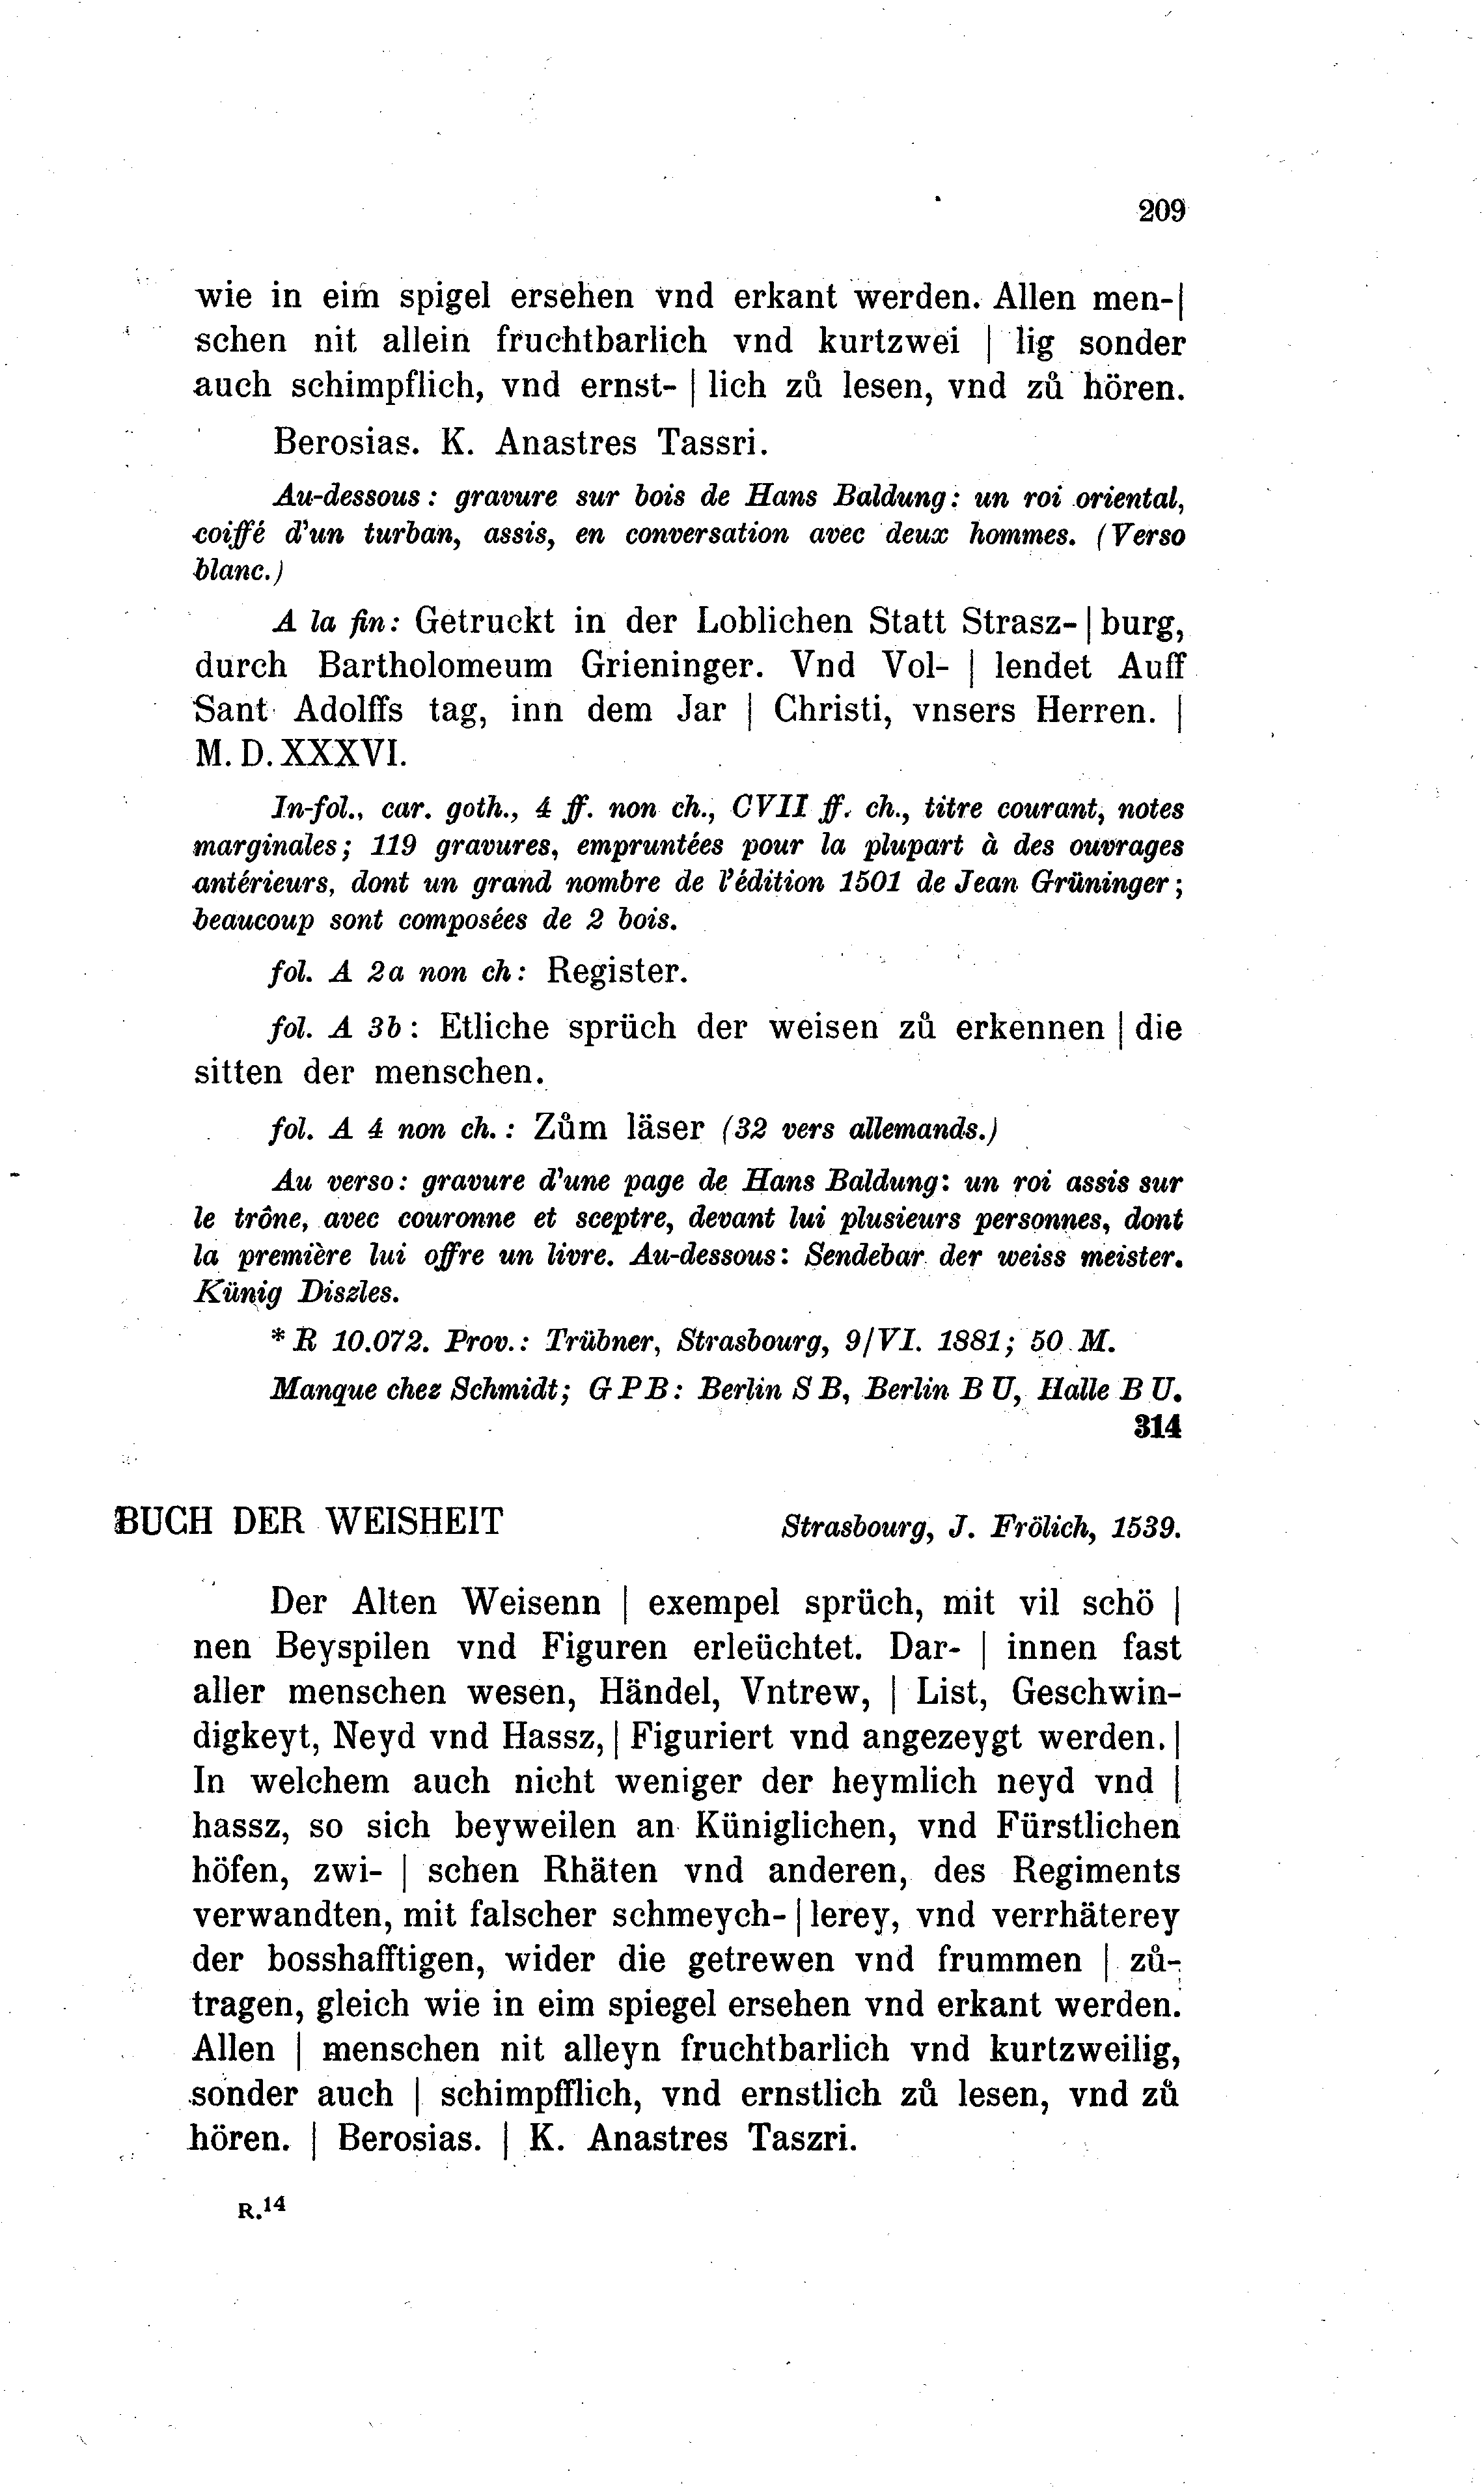 209
wie in eim spigel ersehen vnd erkant werden. Allen men-|
schen nit allein fruchtbarlich vnd kurtzwei | lig sonder
auch schimpflich, vnd ernst- | lich zů lesen, vnd zů hören.
Berosias. K. Anastres Tassri.
Au-dessous : gravure sur bois de Hans Baldung : un roi oriental,
coiffé d'un turban, assis, en conversation avec deux hommes. (Verso
blanc.)
A la fin : Getruckt in der Loblichen Statt Strasz- | burg,
durch Bartholomeum Grieninger. Vnd Vol- | lendet Auff
Sant Adolffs tag, inn dem Jar | Christi, vnsers Herren. |
M. D. XXXVI.
In-fol., car. goth., 4 ff. non ch., CVII ff. ch., titre courant, notes
marginales ; 119 gravures, empruntées pour la plupart à des ouvrages
antérieurs, dont un grand nombre de l'édition 1501 de Jean Grüninger ;
beaucoup sont composées de 2 bois.
fol. A 2a non ch : Register.
fol. A 3b : Etliche sprüch der weisen zů erkennen | die
sitten der menschen.
fol. A 4 non ch. : Zům läser (32 vers allemands.)
Au verso : gravure d'une page de Hans Baldung : un roi assis sur
le trône, avec couronne et sceptre, devant lui plusieurs personnes, dont
la première lui offre un livre. Au-dessous : Sendebar der weiss meister.
Künig Diszles.
* R 10.072. Prov. : Trübner, Strasbourg, 9/VI. 1881 ; 50 M.
Manque chez Schmidt ; G P B : Berlin S B, Berlin B U, Halle B U.
314
BUCH DER WEISHEIT Strasbourg, J. Frölich, 1539.
Der Alten Weisenn | exempel sprüch, mit vil schö |
nen Beyspilen vnd Figuren erleüchtet. Dar- | innen fast
aller menschen wesen, Händel, Vntrew, | List, Geschwin-
digkeyt, Neyd vnd Hassz, | Figuriert vnd angezeygt werden. |
In welchem auch nicht weniger der heymlich neyd vnd |
hassz, so sich beyweilen an Küniglichen, vnd Fürstlichen
höfen, zwi- | schen Rhäten vnd anderen, des Regiments
verwandten, mit falscher schmeych- | lerey, vnd verrhäterey
der bosshafftigen, wider die getrewen vnd frummen | zů-
tragen, gleich wie in eim spiegel ersehen vnd erkant werden.
Allen | menschen nit alleyn fruchtbarlich vnd kurtzweilig,
sonder auch | schimpfflich, vnd ernstlich zů lesen, vnd zů
hören. | Berosias. | K. Anastres Taszri.
R.14